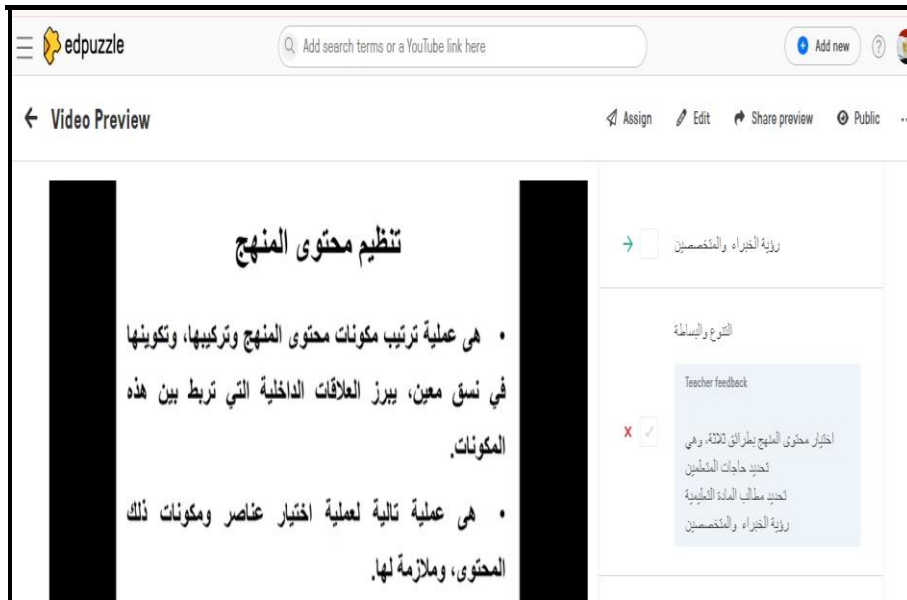 edpuzzle
Add search terms or a YouTube link here
Add new
Video Preview
Assign
Edit
Share preview
Public
تنظيم محتوى المنهج
• هى عملية ترتيب مكونات محتوى المنهج وتركيبها، وتكوينها
في نسق معين، يبرز العلاقات الداخلية التي تربط بين هذه
المكونات.
• هى عملية تالية لعملية اختيار عناصر ومكونات ذلك
المحتوى، وملازمة لها.
رؤية الخبراء والمتخصصين
التنوع والبساطة
Teacher feedback
اختيار محتوى المنهج بطرائق ثلاثة، وهي
تحديد حاجات المتعلمين
تحديد مطالب المادة التعليمية
رؤية الخبراء والمتخصصين